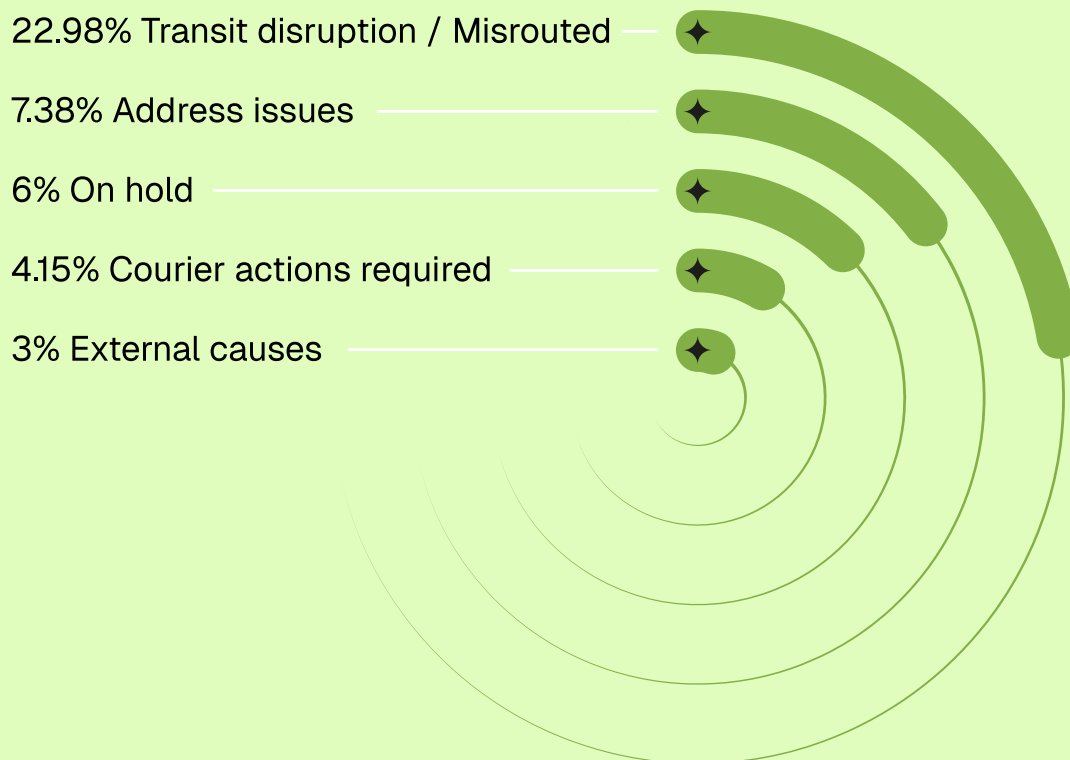 22.98% Transit disruption / Misrouted
7.38% Address issues
6% On hold
4.15% Courier actions required
3% External causes